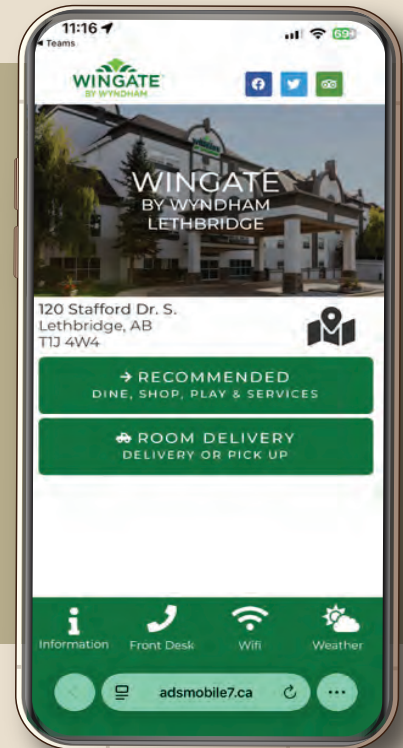 11:16
69
Teams
WINGATE
BY WYNDHAM
WINGATE
BY WYNDHAM
LETHBRIDGE
120 Stafford Dr. S.
Lethbridge, AB
T1J 4W4
RECOMMENDED
DINE, SHOP, PLAY & SERVICES
ROOM DELIVERY
DELIVERY OR PICK UP
Information Front Desk Wifi Weather
adsmobile7.ca